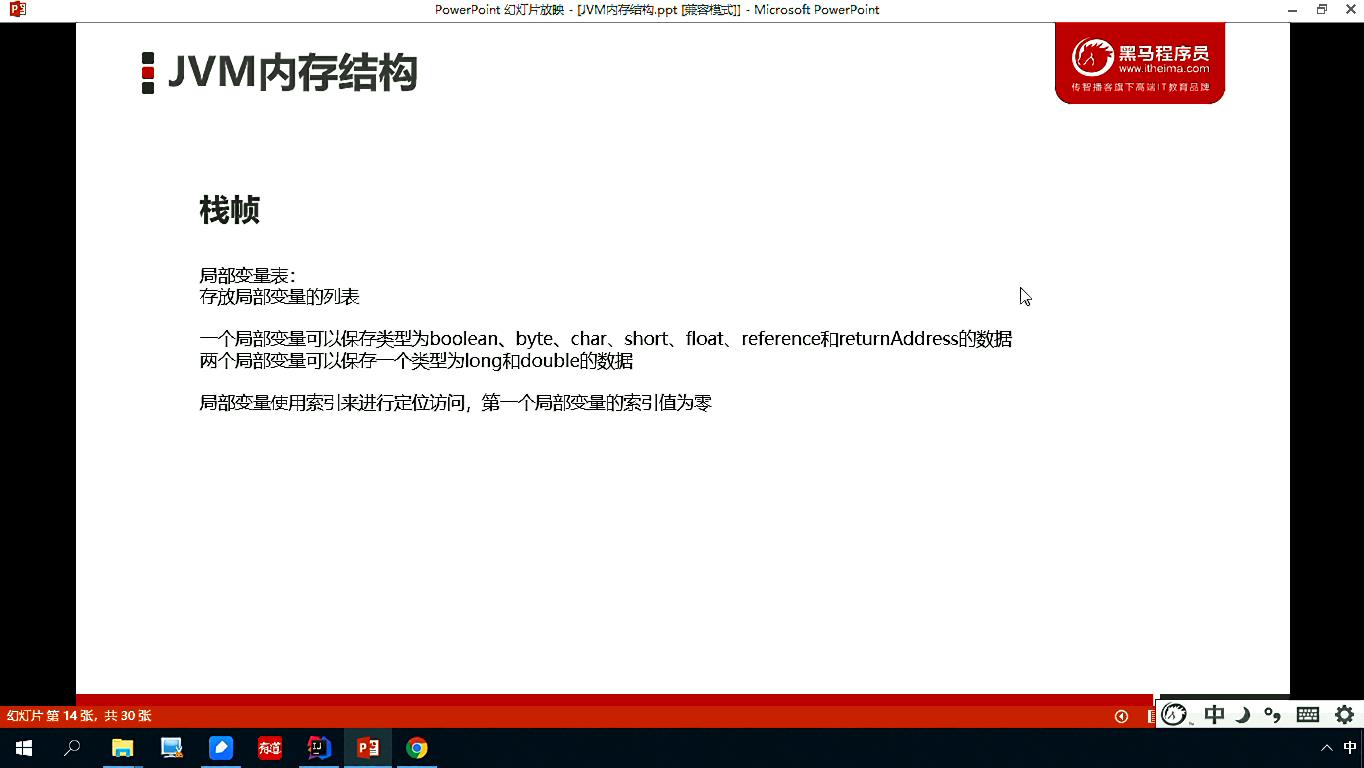 PowerPoint 幻灯片放映 - [JVM内存结构.ppt [兼容模式]] - Microsoft PowerPoint
JVM内存结构
黑马程序员
www.itheima.com
传智播客旗下高端IT教育品牌
栈帧
局部变量表：
存放局部变量的列表
一个局部变量可以保存类型为boolean、byte、char、short、float、reference和returnAddress的数据
两个局部变量可以保存一个类型为long和double的数据
局部变量使用索引来进行定位访问，第一个局部变量的索引值为零
幻灯片 第 14 张，共 30 张
中
有道
IJ
中